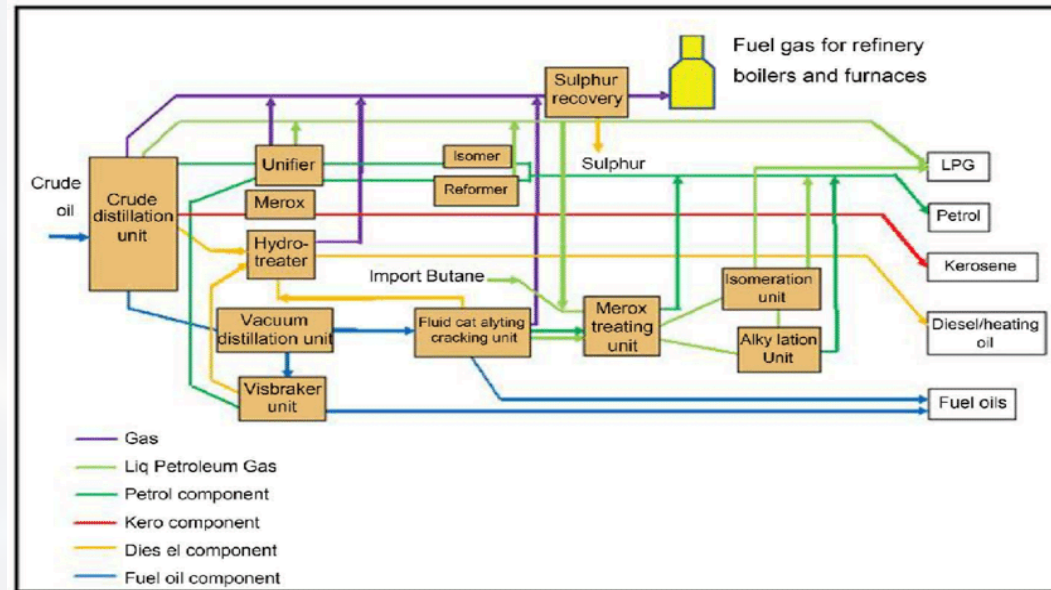 Fuel gas for refinery
boilers and furnaces
Sulphur
recovery
Sulphur
Crude
oil
Crude
distillation
unit
Unifier
Isomer
Reformer
Merox
Hydro-
treater
Import Butane
Vacuum
distillation unit
Fluid cat alyting
cracking unit
Merox
treating
unit
Isomeration
unit
Alky lation
Unit
Visbraker
unit
LPG
Petrol
Kerosene
Diesel/heating
oil
Fuel oils
Gas
Liq Petroleum Gas
Petrol component
Kero component
Dies el component
Fuel oil component